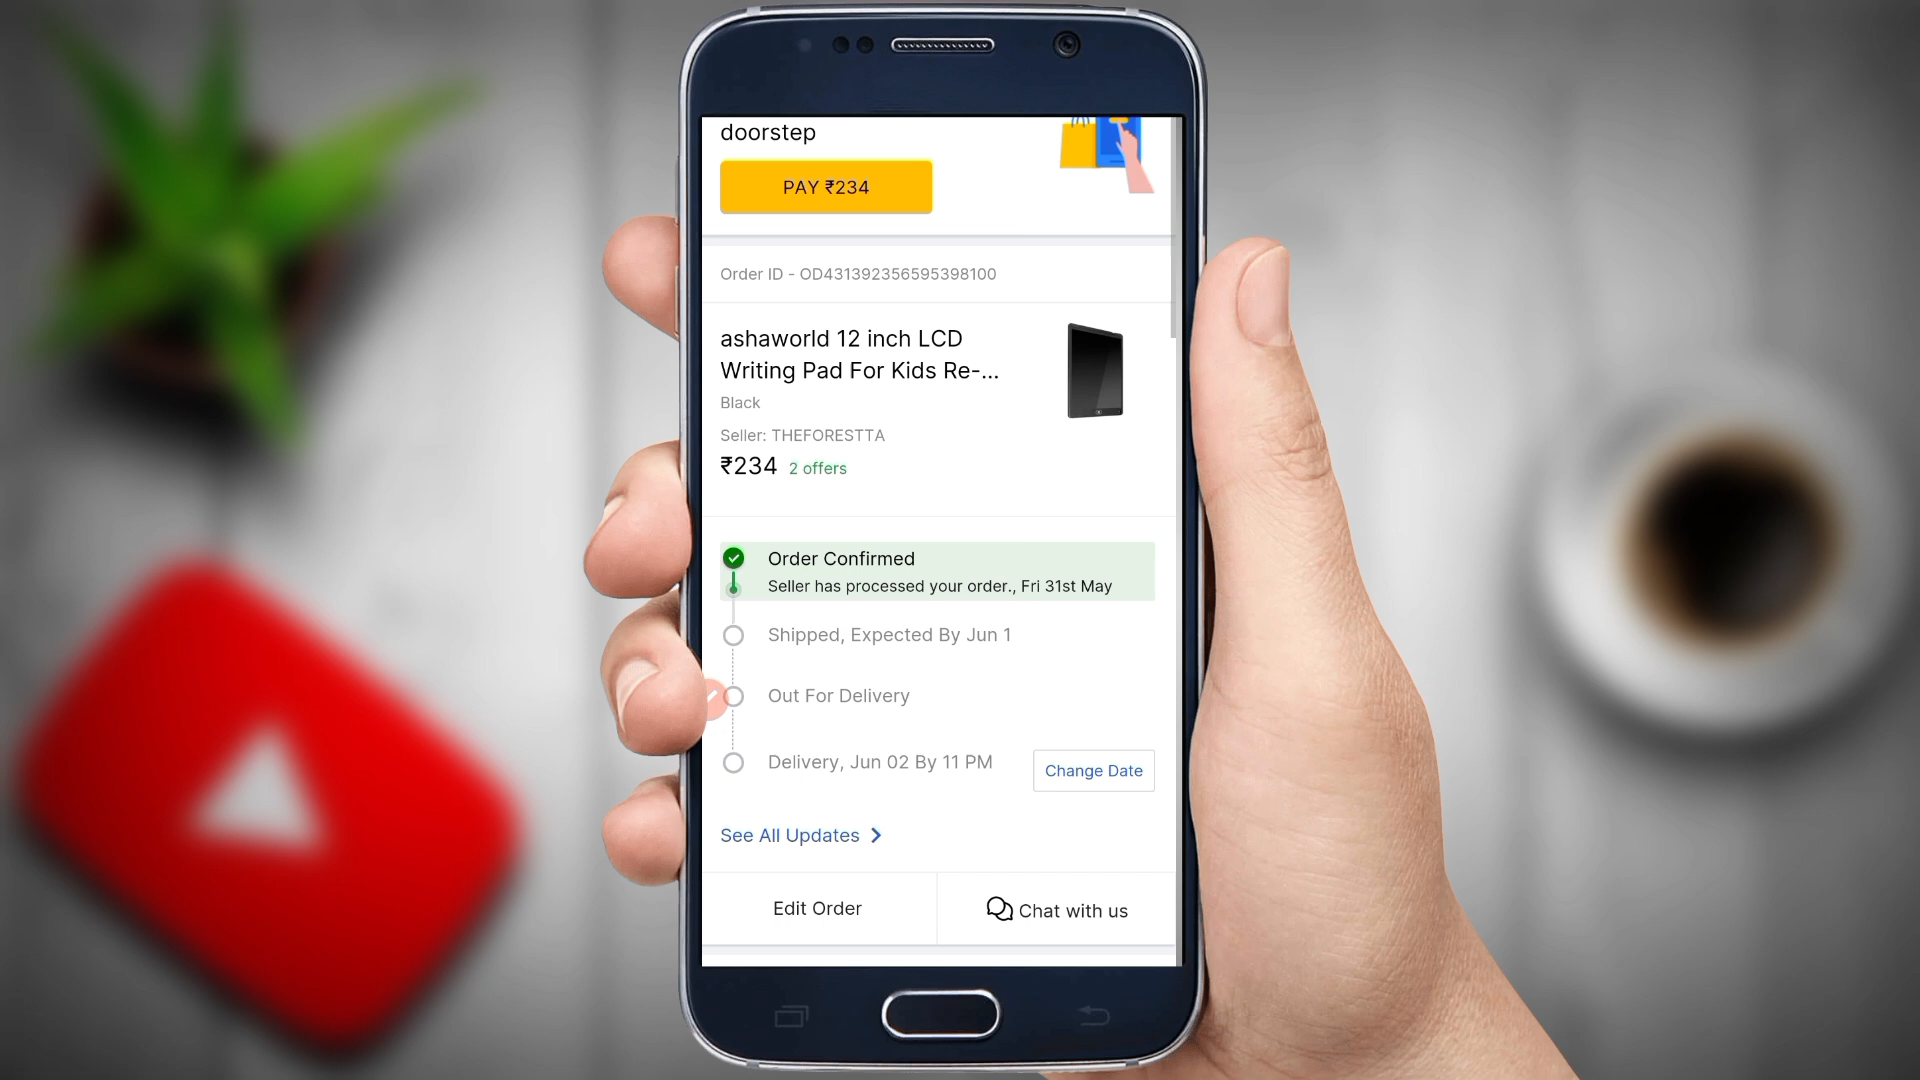 doorstep
PAY ₹234
Order ID - OD431392356595398100
ashaworld 12 inch LCD
Writing Pad For Kids Re-...
Black
Seller: THEFORESTTA
₹234 2 offers
Order Confirmed
Seller has processed your order., Fri 31st May
Shipped, Expected By Jun 1
Out For Delivery
Delivery, Jun 02 By 11 PM
Change Date
See All Updates
Edit Order
Chat with us